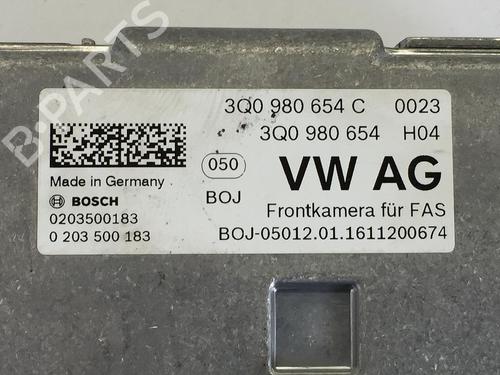 B-PARTS
3Q0 980 654 C 0023
3Q0 980 654 H04
050
VW AG
Made in Germany
BOJ
BOSCH
Frontkamera für FAS
0203500183
0 203 500 183
BOJ-05012.01.1611200674